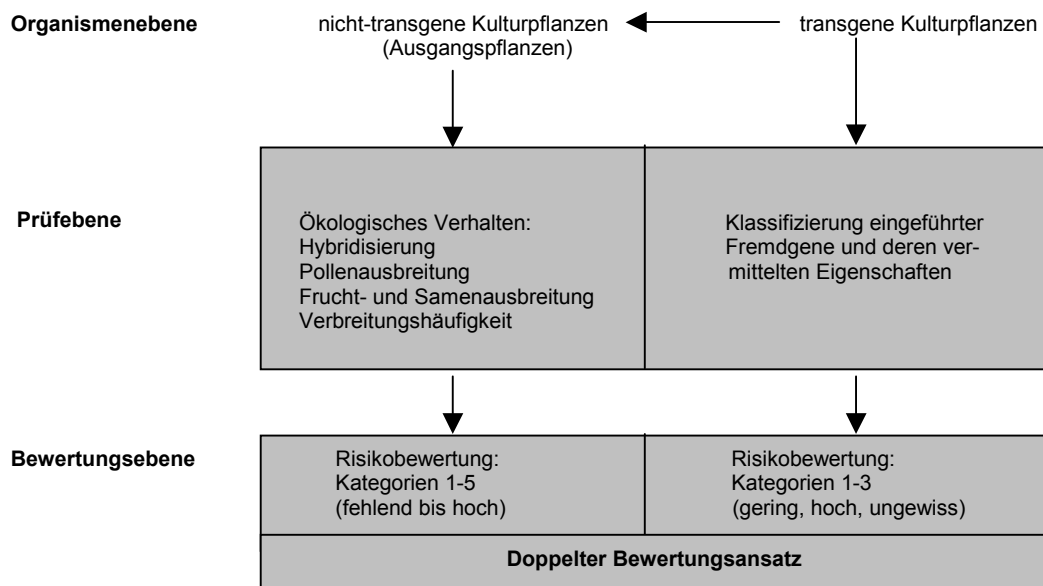 Organismenebene
nicht-transgene Kulturpflanzen
(Ausgangspflanzen)
transgene Kulturpflanzen
Prüfebene
Ökologisches Verhalten:
Hybridisierung
Pollenausbreitung
Frucht- und Samenausbreitung
Verbreitungshäufigkeit
Klassifizierung eingeführter
Fremdgene und deren ver-
mittelten Eigenschaften
Bewertungsebene
Risikobewertung:
Kategorien 1-5
(fehlend bis hoch)
Risikobewertung:
Kategorien 1-3
(gering, hoch, ungewiss)
Doppelter Bewertungsansatz